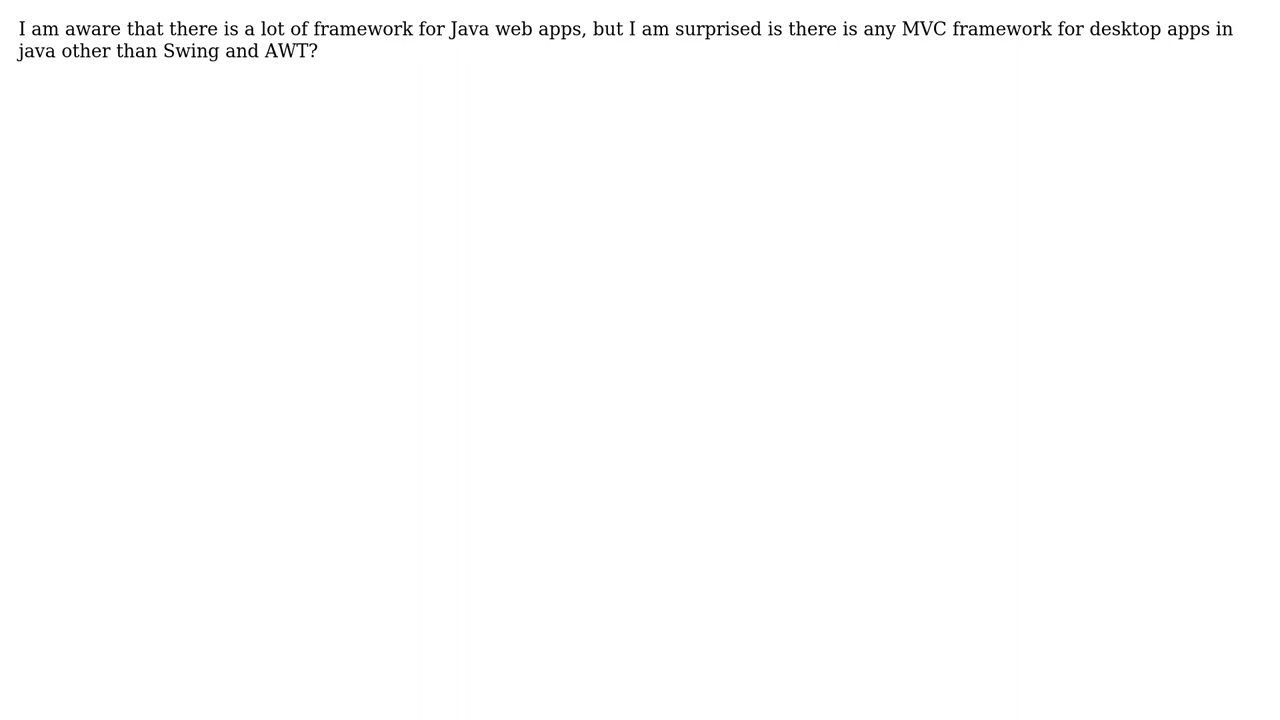 I am aware that there is a lot of framework for Java web apps, but I am surprised is there is any MVC framework for desktop apps in
java other than Swing and AWT?